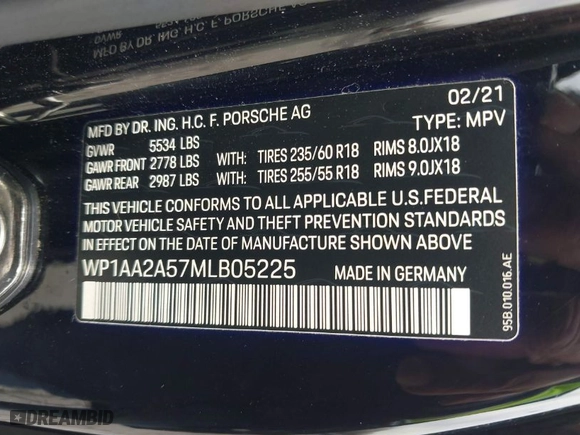 MFD BY DR. ING. H.C. F. PORSCHE AG 02/21
GVWR 5534 LBS TYPE: MPV
GAWR FRONT 2778 LBS WITH: TIRES 235/60 R18 RIMS 8.0JX18
GAWR REAR 2987 LBS WITH: TIRES 255/55 R18 RIMS 9.0JX18
THIS VEHICLE CONFORMS TO ALL APPLICABLE U.S.FEDERAL
MOTOR VEHICLE SAFETY AND THEFT PREVENTION STANDARDS
IN EFFECT ON THE DATE OF MANUFACTURE SHOWN ABOVE
WP1AA2A57MLB05225 MADE IN GERMANY
95B.010.016.AE
DREAMBID